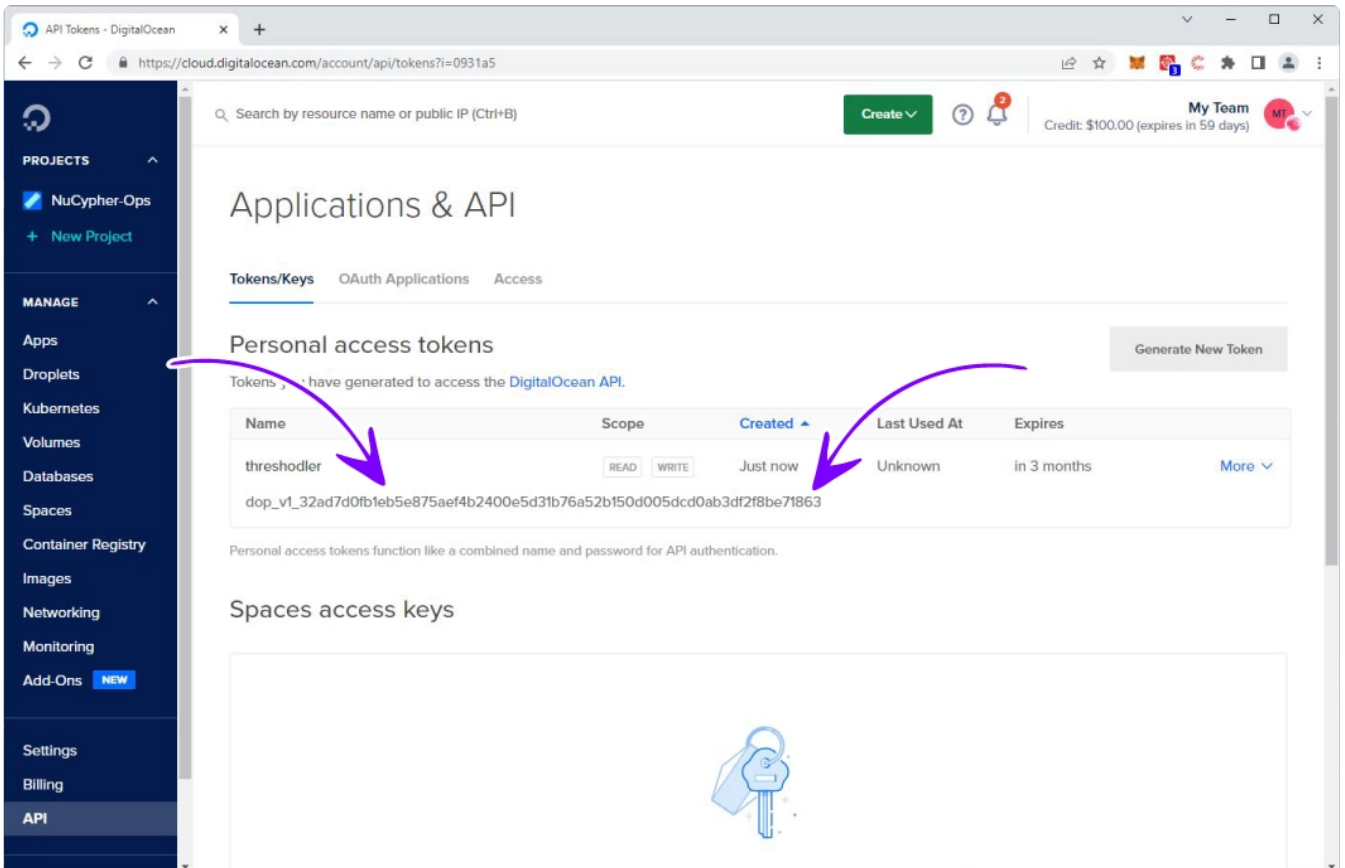 API Tokens - DigitalOcean
https://cloud.digitalocean.com/account/api/tokens?i=0931a5
3
Search by resource name or public IP (Ctrl+B)
Create
2
My Team
Credit: $100.00 (expires in 59 days)
MT
PROJECTS
NuCypher-Ops
+ New Project
MANAGE
Apps
Droplets
Kubernetes
Volumes
Databases
Spaces
Container Registry
Images
Networking
Monitoring
Add-Ons NEW
Settings
Billing
API
Applications & API
Tokens/Keys OAuth Applications Access
Personal access tokens
Generate New Token
Tokens have generated to access the DigitalOcean API.
Name Scope Created Last Used At Expires
threshodler READ WRITE Just now Unknown in 3 months More
dop_v1_32ad7d0fb1eb5e875aef4b2400e5d31b76a52b150d005dcd0ab3df2f8be71863
Personal access tokens function like a combined name and password for API authentication.
Spaces access keys